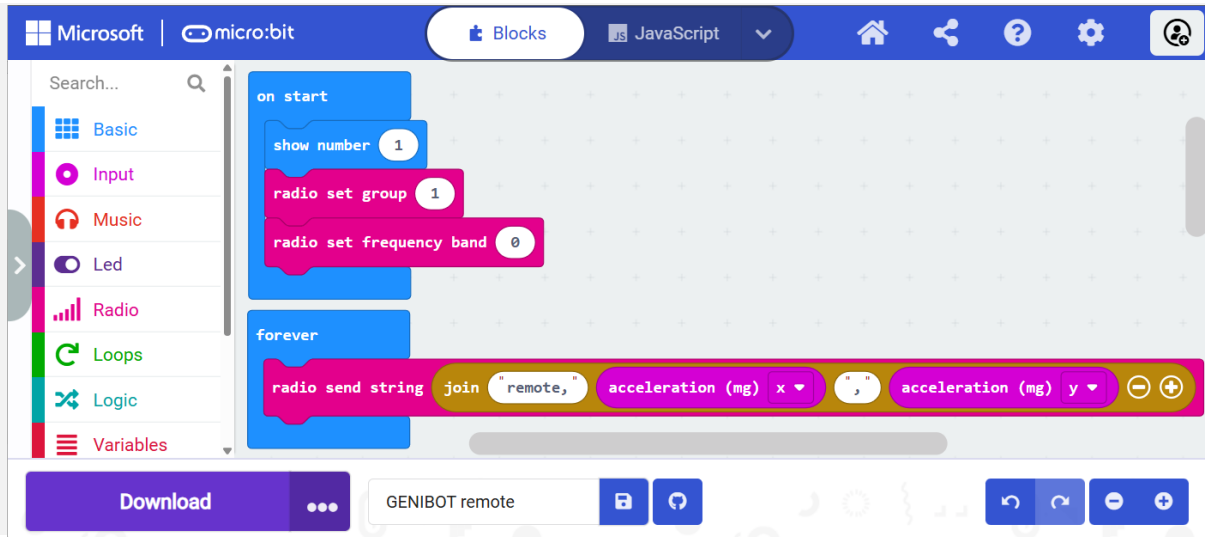 Microsoft micro:bit Blocks JS JavaScript
Search...
Basic
Input
Music
Led
Radio
Loops
Logic
Variables
on start
show number 1
radio set group 1
radio set frequency band 0
forever
radio send string join "remote," acceleration (mg) x "," acceleration (mg) y
Download
GENIBOT remote